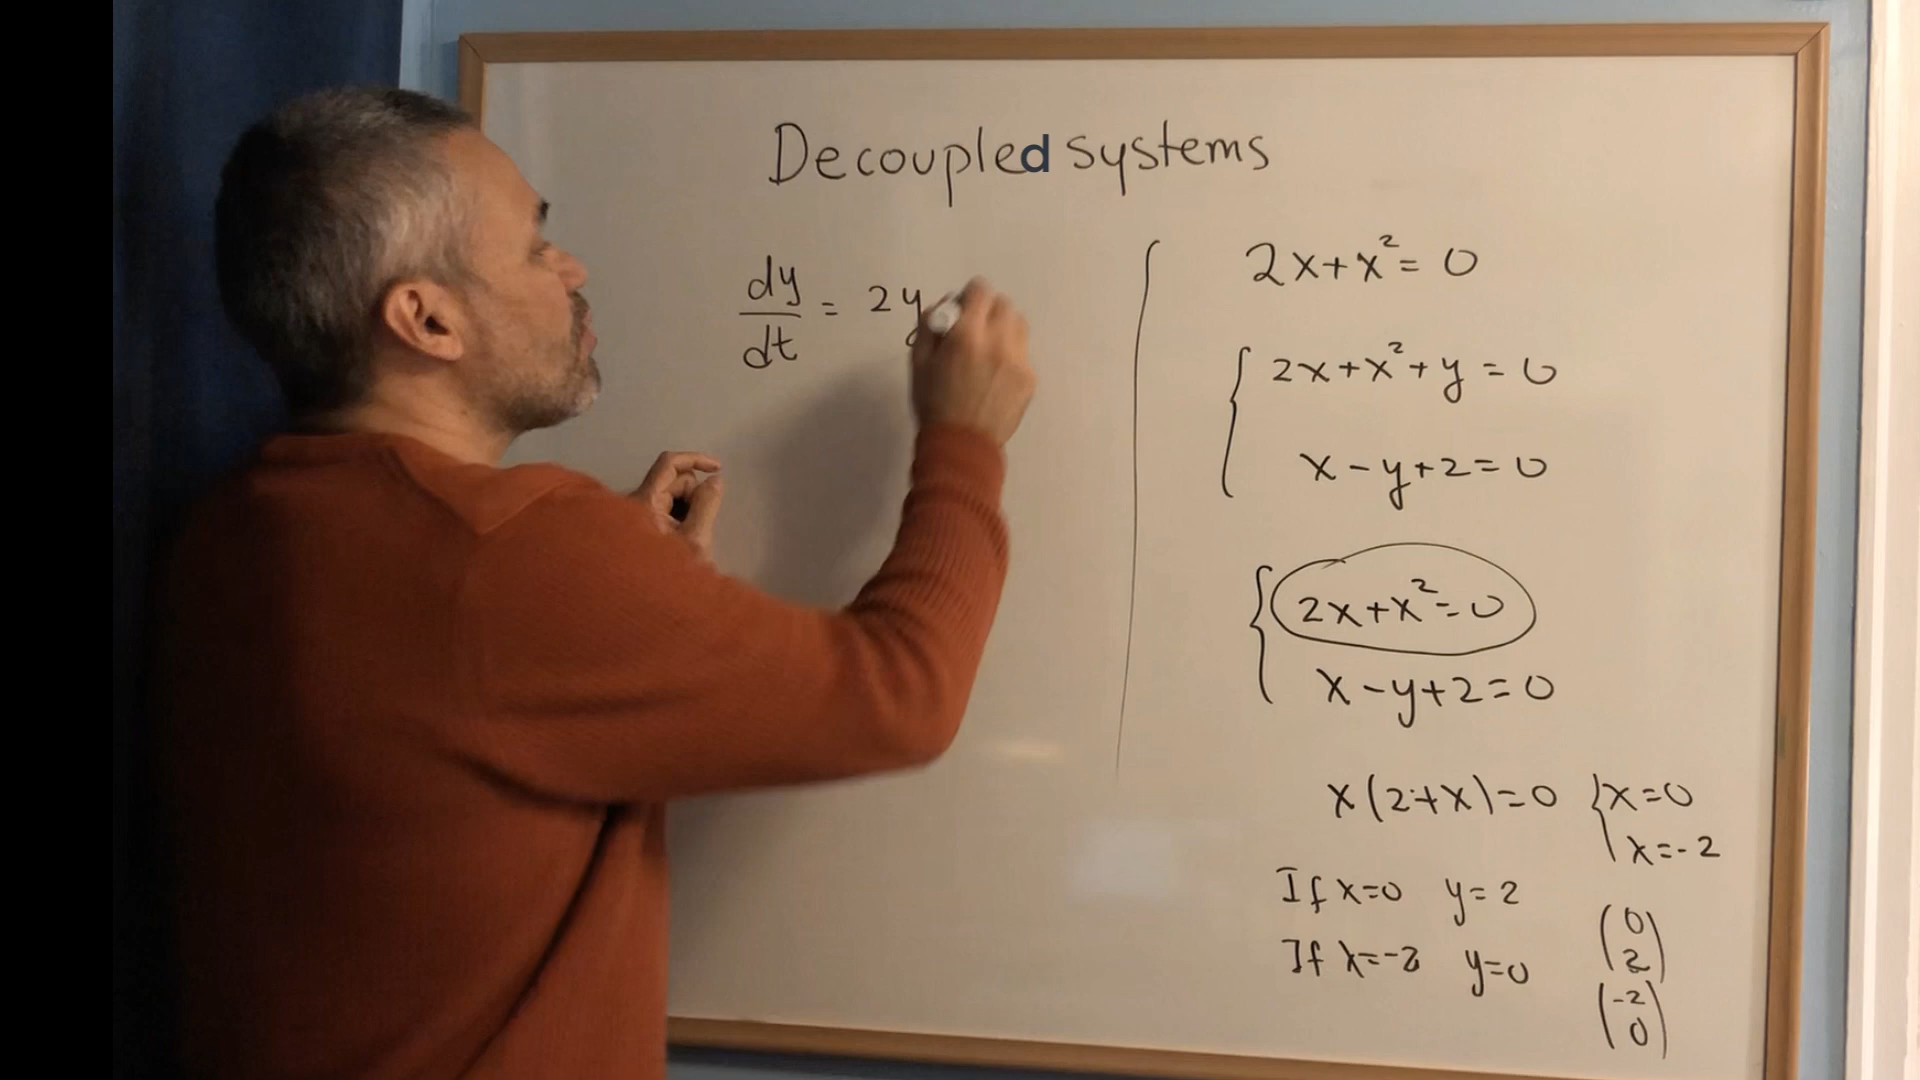 Decoupled systems
dy/dt = 2y
2x+x²= 0
2x+x²+y = 0
x-y+2=0
2x+x²=0
x-y+2=0
x(2+x)=0 { x=0
x=-2
If x=0 y=2
If x=-2 y=0
(0 2)
(-2 0)